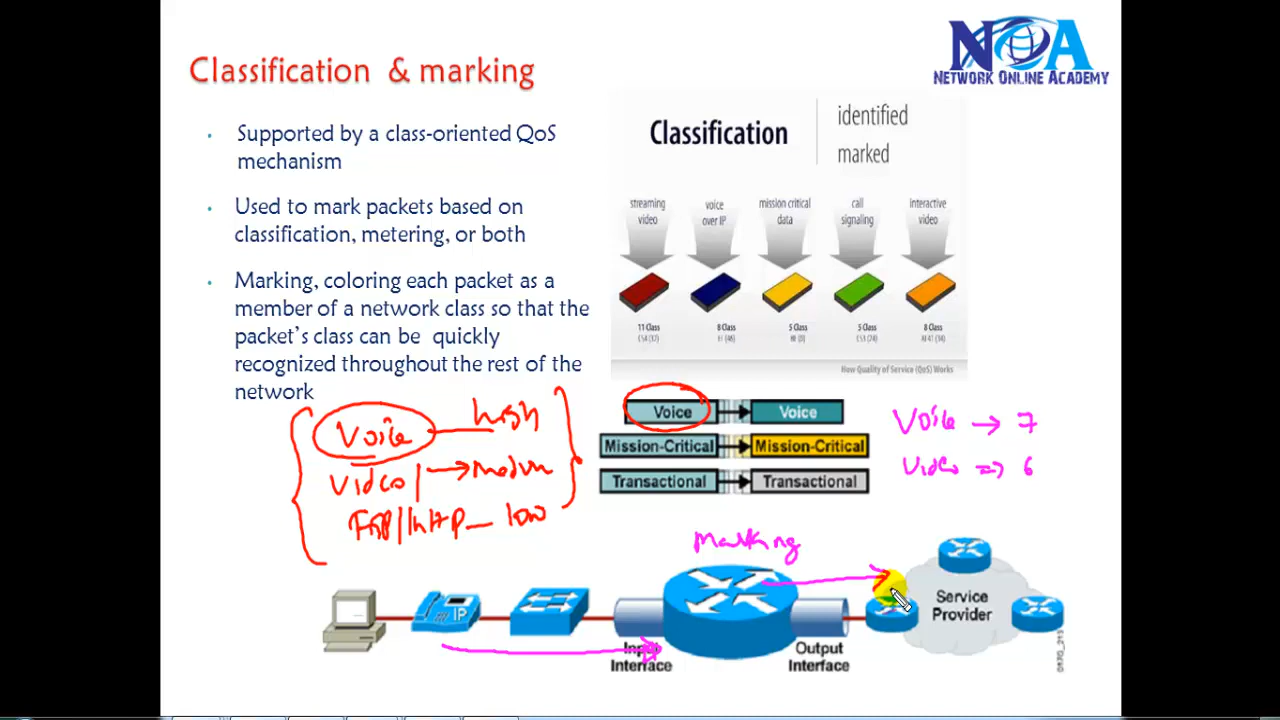 Classification & marking
NOA
NETWORK ONLINE ACADEMY
• Supported by a class-oriented QoS
mechanism
• Used to mark packets based on
classification, metering, or both
• Marking, coloring each packet as a
member of a network class so that the
packet's class can be quickly
recognized throughout the rest of the
network
Classification
identified
marked
streaming
video
voice
over IP
mission critical
data
call
signaling
interactive
video
11 Class
8 Class
5 Class
5 Class
8 Class
How Quality of Service (QoS) Works
Voice high
Video medium
FTP/HTTP low
Voice Voice
Mission-Critical Mission-Critical
Transactional Transactional
Voice → 7
Video ⇒ 6
Marking
IP
Input
Interface
Output
Interface
Service
Provider